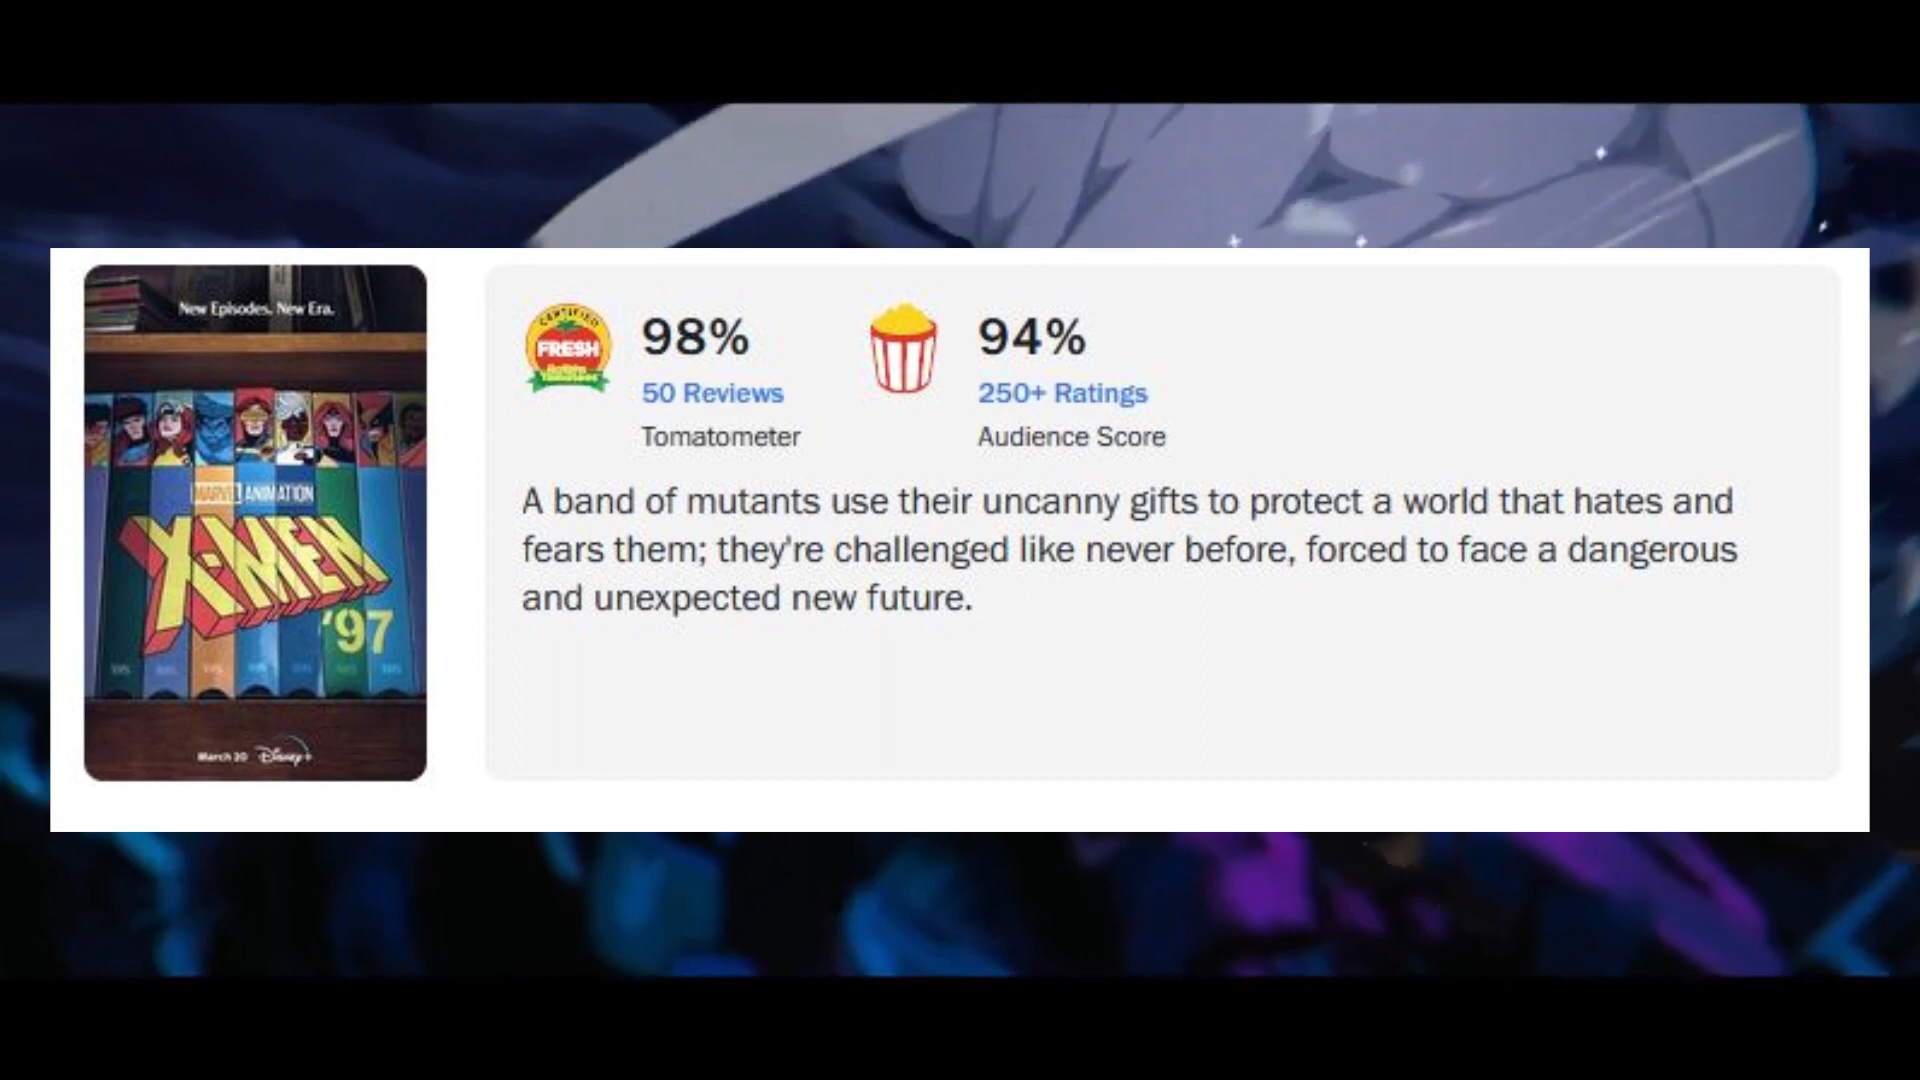 New Episodes. New Era.
MARVEL ANIMATION
X-MEN
'97
March 20 Disney+
CERTIFIED
FRESH
98%
50 Reviews
Tomatometer
94%
250+ Ratings
Audience Score
A band of mutants use their uncanny gifts to protect a world that hates and
fears them; they're challenged like never before, forced to face a dangerous
and unexpected new future.